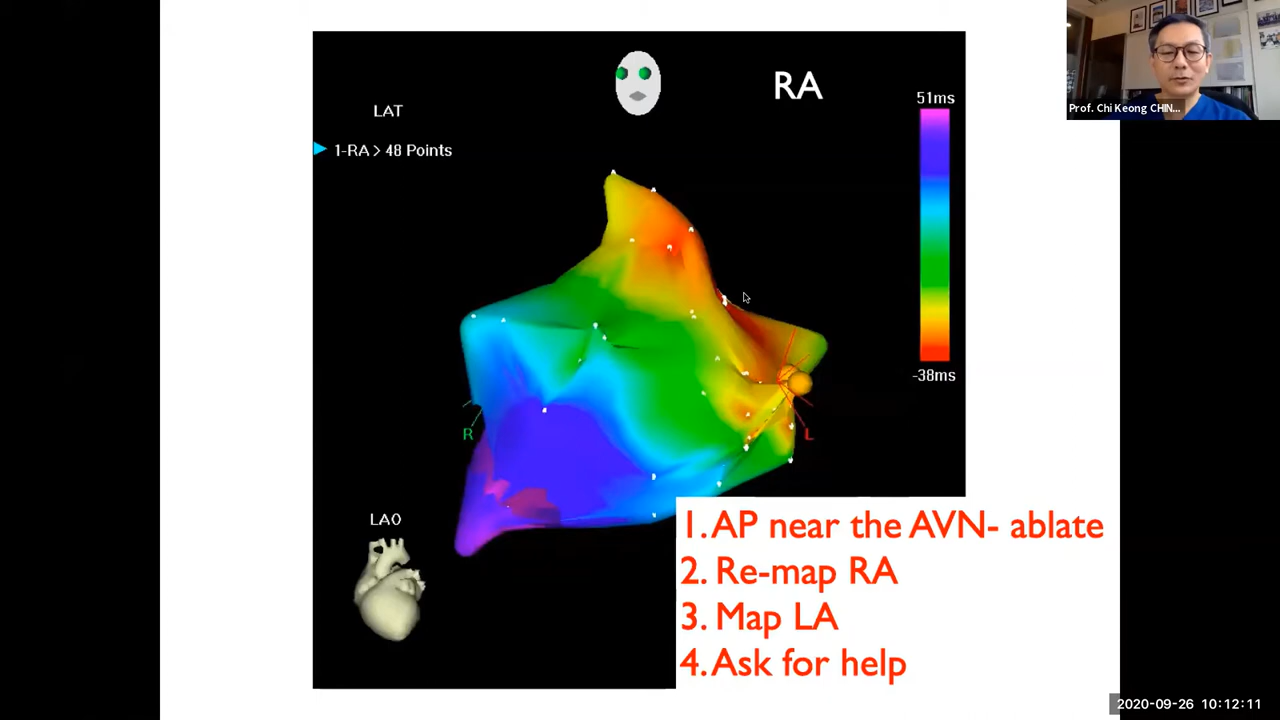 RA
LAT
51ms
1-RA > 48 Points
Prof. Chi Keong CHIN...
-38ms
R
L
LAO
1. AP near the AVN- ablate
2. Re-map RA
3. Map LA
4. Ask for help
2020-09-26 10:12:11